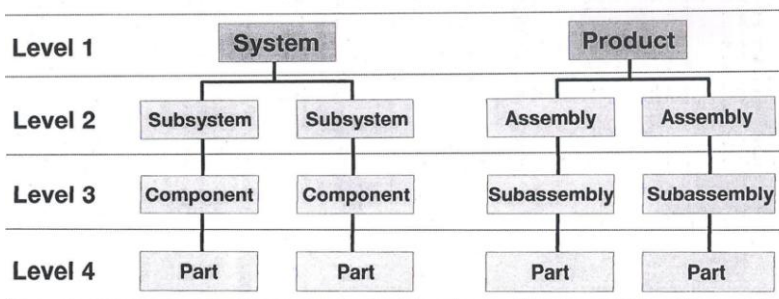 Level 1 System Product
Level 2 Subsystem Subsystem Assembly Assembly
Level 3 Component Component Subassembly Subassembly
Level 4 Part Part Part Part